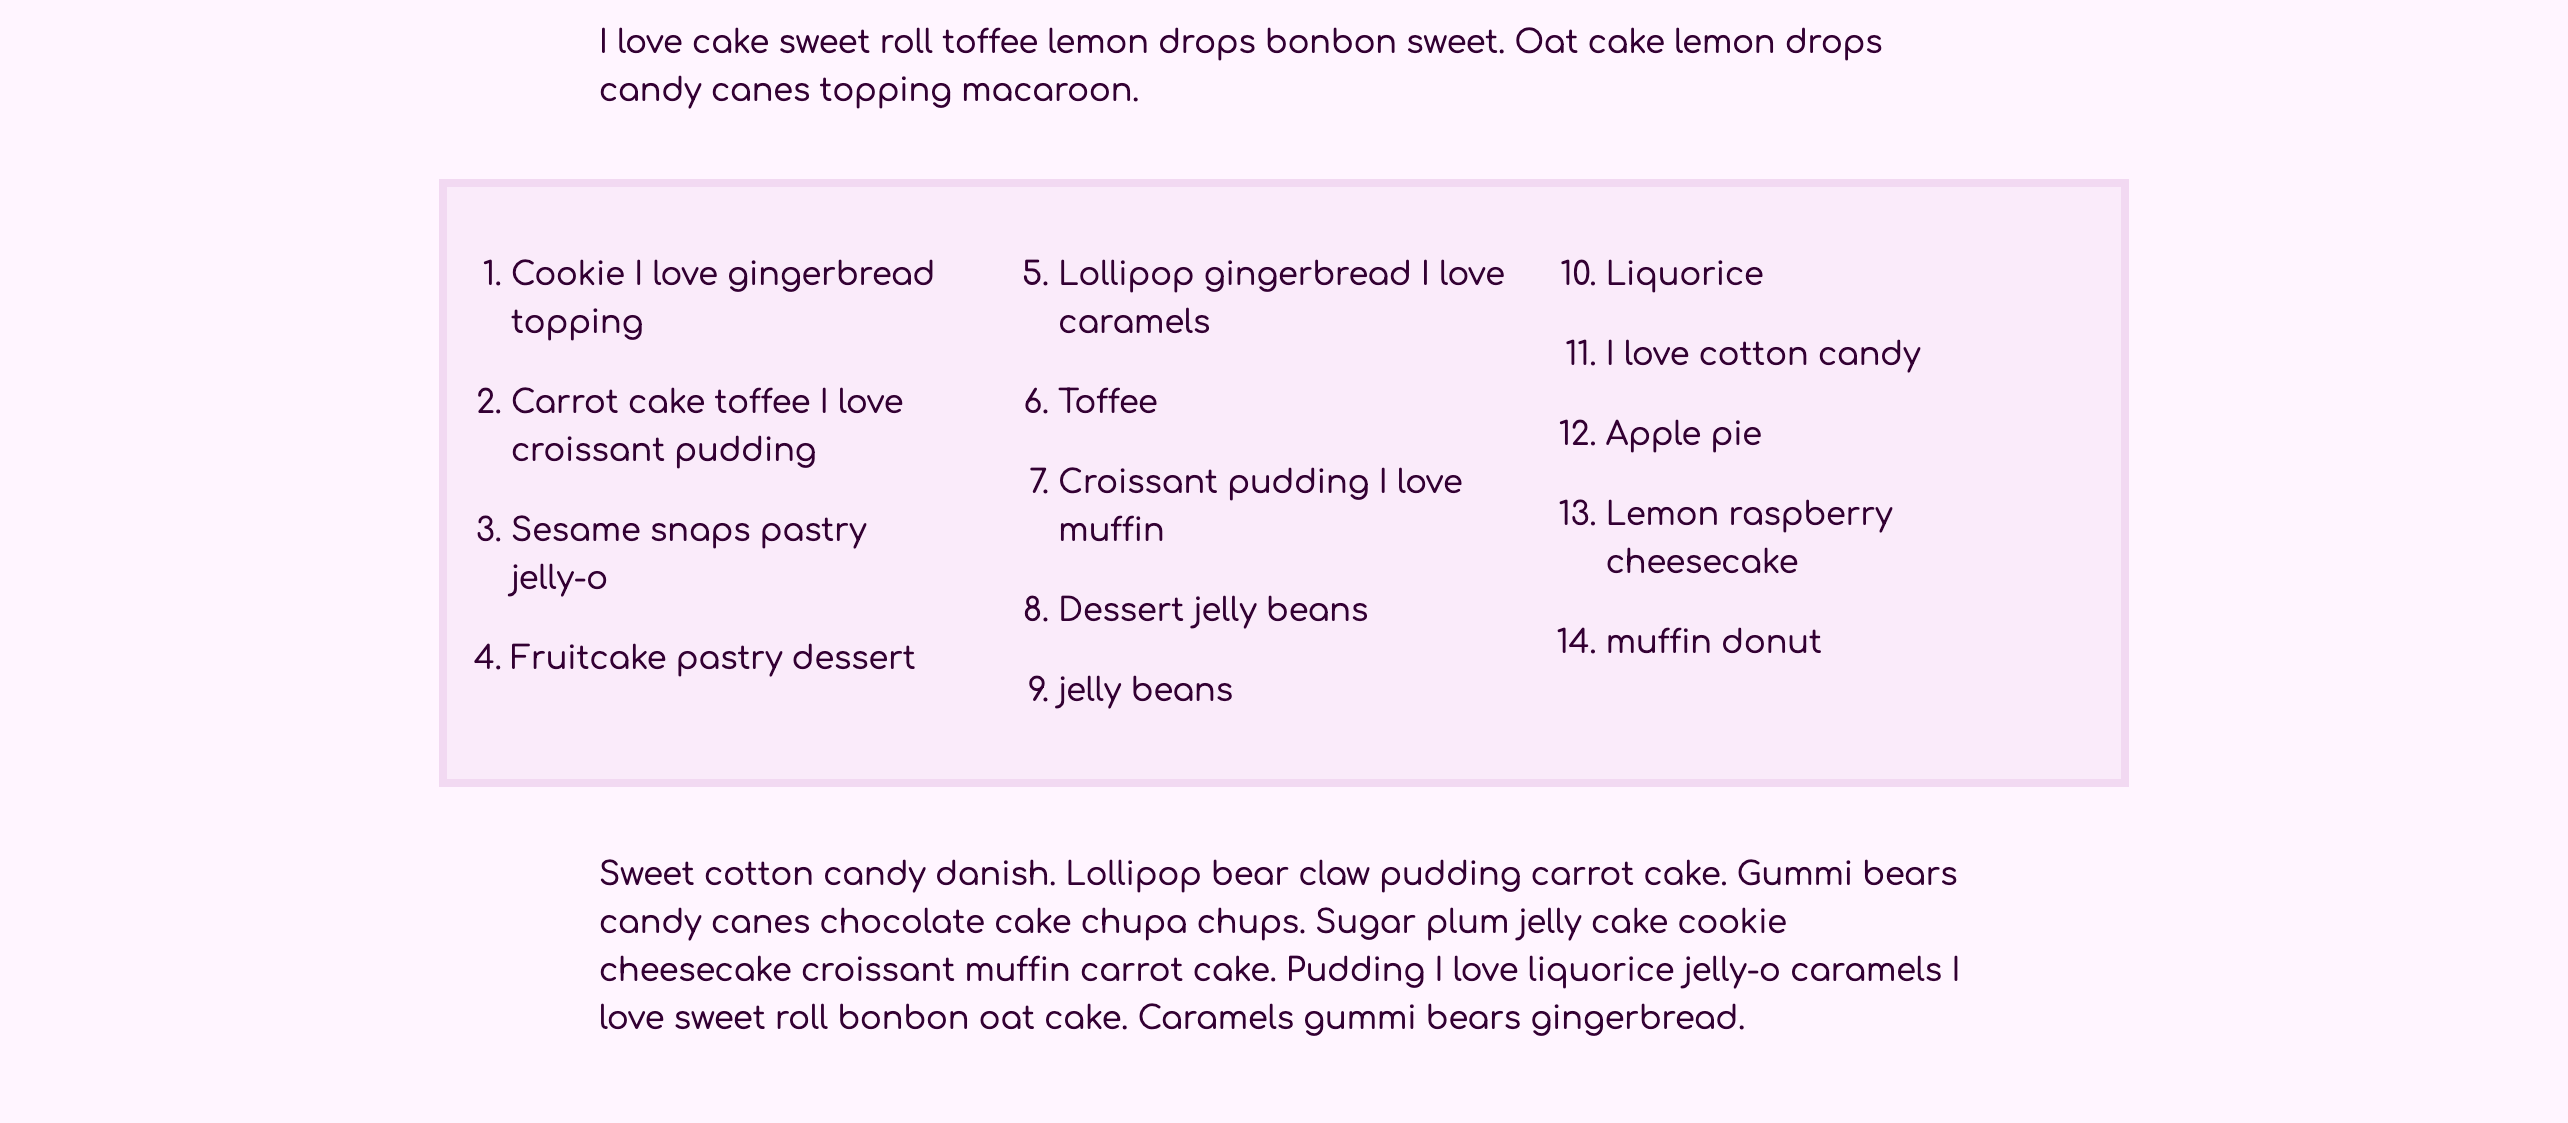 I love cake sweet roll toffee lemon drops bonbon sweet. Oat cake lemon drops
candy canes topping macaroon.
1. Cookie I love gingerbread
topping
2. Carrot cake toffee I love
croissant pudding
3. Sesame snaps pastry
jelly-o
4. Fruitcake pastry dessert
5. Lollipop gingerbread I love
caramels
6. Toffee
7. Croissant pudding I love
muffin
8. Dessert jelly beans
9. jelly beans
10. Liquorice
11. I love cotton candy
12. Apple pie
13. Lemon raspberry
cheesecake
14. muffin donut
Sweet cotton candy danish. Lollipop bear claw pudding carrot cake. Gummi bears
candy canes chocolate cake chupa chups. Sugar plum jelly cake cookie
cheesecake croissant muffin carrot cake. Pudding I love liquorice jelly-o caramels I
love sweet roll bonbon oat cake. Caramels gummi bears gingerbread.